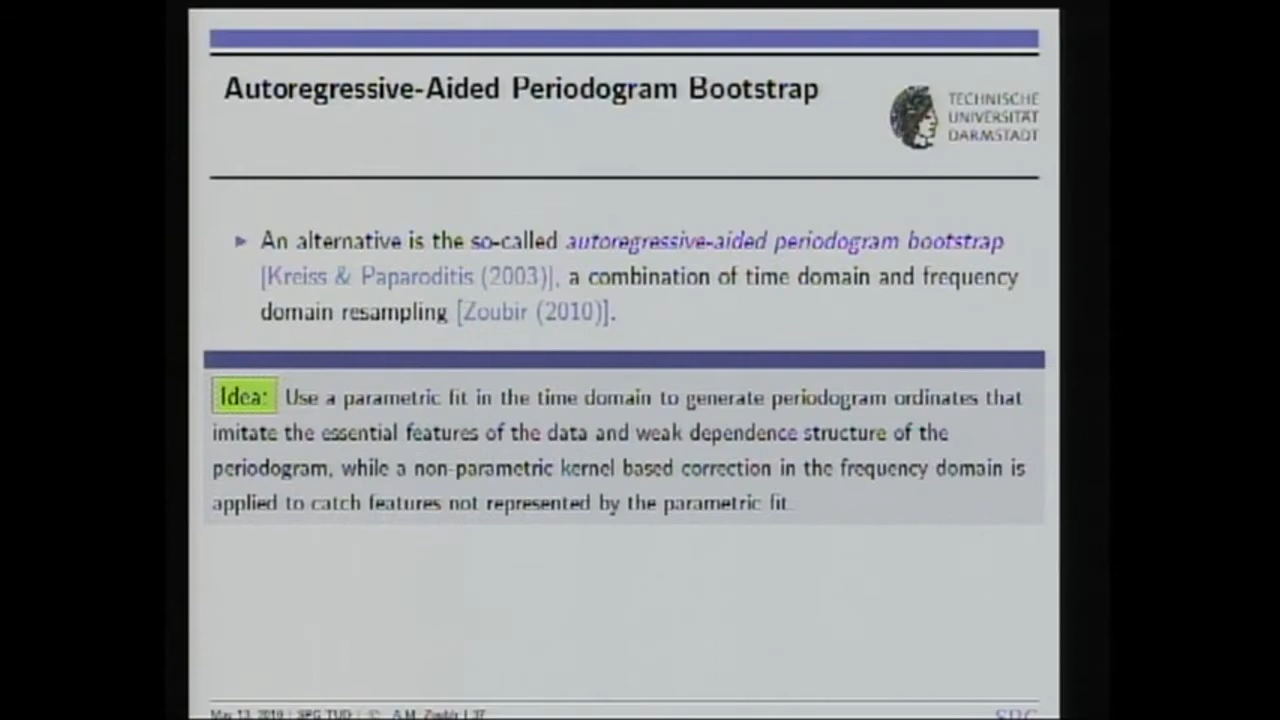 Autoregressive-Aided Periodogram Bootstrap
TECHNISCHE
UNIVERSITÄT
DARMSTADT
An alternative is the so-called autoregressive-aided periodogram bootstrap
[Kreiss & Paparoditis (2003)], a combination of time domain and frequency
domain resampling [Zoubir (2010)].
Idea: Use a parametric fit in the time domain to generate periodogram ordinates that
imitate the essential features of the data and weak dependence structure of the
periodogram, while a non-parametric kernel based correction in the frequency domain is
applied to catch features not represented by the parametric fit.
| SPG TUD | © A.M. Zoubir | 37